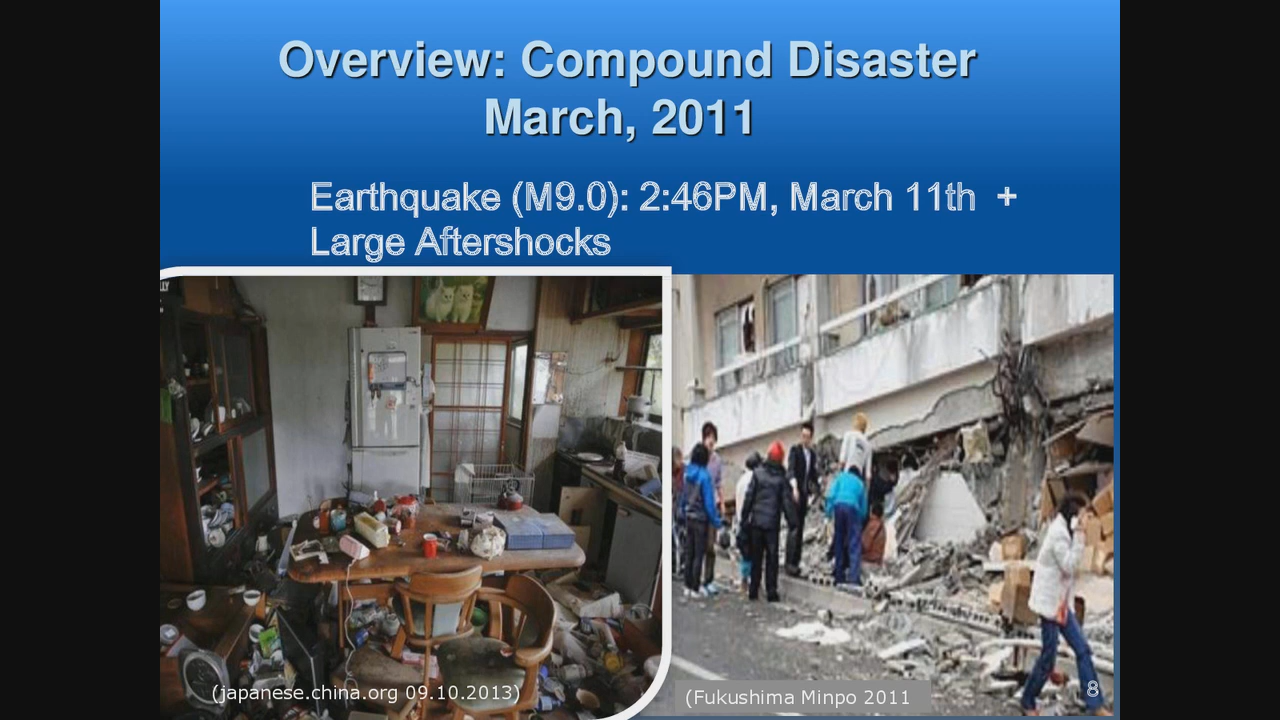 Overview: Compound Disaster
March, 2011
Earthquake (M9.0): 2:46PM, March 11th +
Large Aftershocks
(japanese.china.org 09.10.2013)
(Fukushima Minpo 2011
8